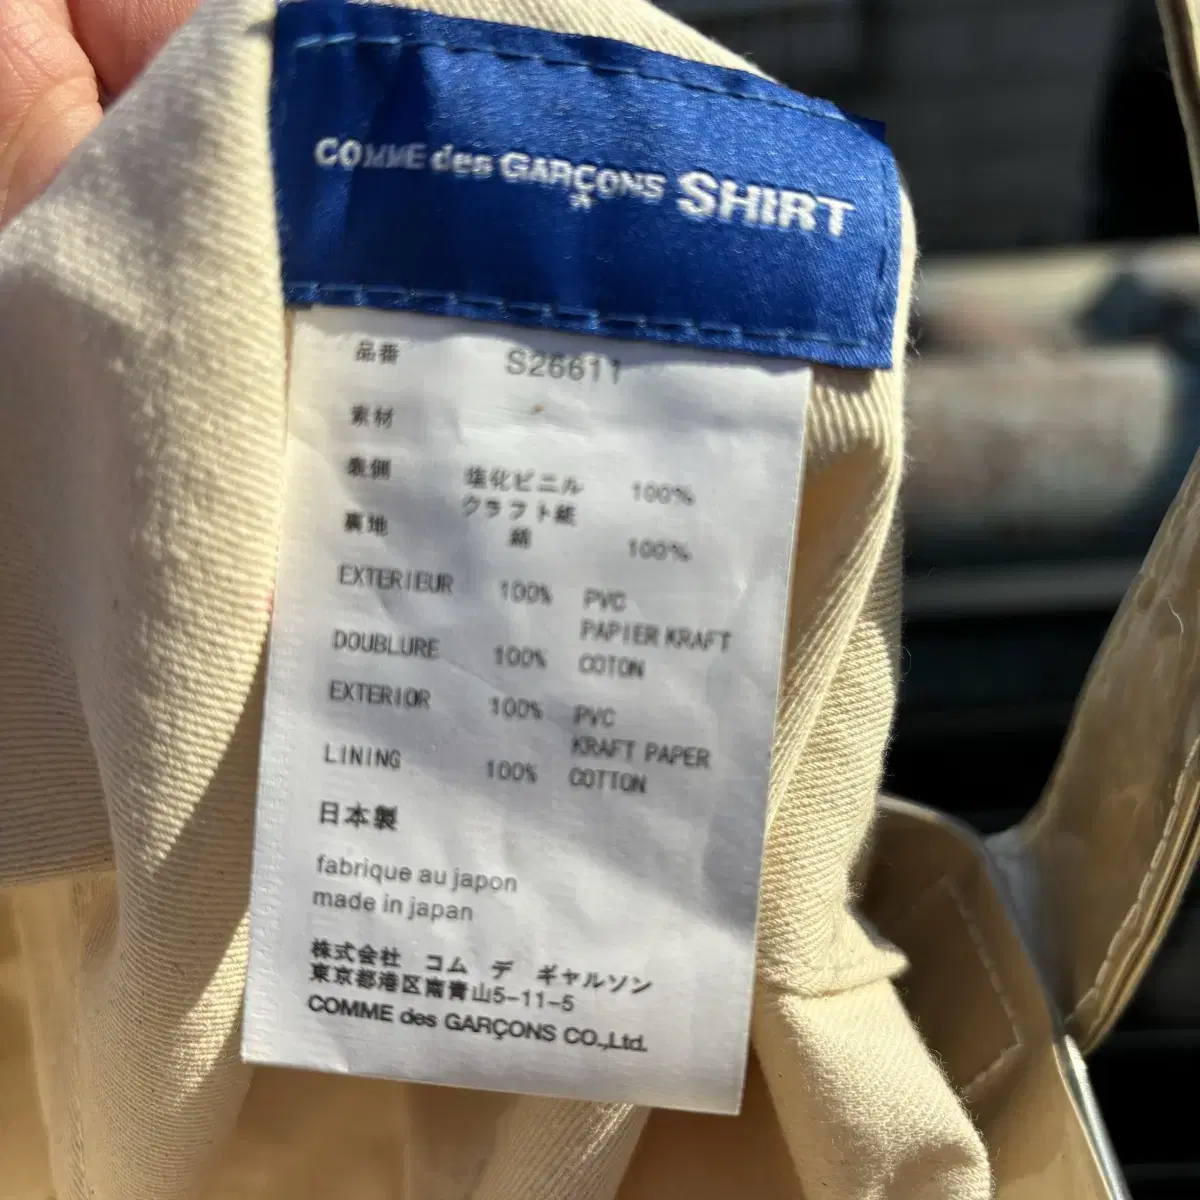 COMME des GARÇONS SHIRT
品番 S26611
素材
表側 塩化ビニル 100%
クラフト紙
裏地 綿 100%
EXTERIEUR 100% PVC
PAPIER KRAFT
DOUBLURE 100% COTON
EXTERIOR 100% PVC
KRAFT PAPER
LINING 100% COTTON
日本製
fabrique au japon
made in japan
株式会社 コム デ ギャルソン
東京都港区南青山5-11-5
COMME des GARÇONS CO.,Ltd.